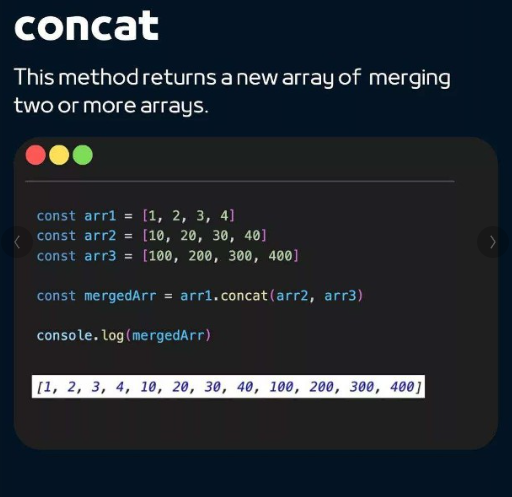 concat
This method returns a new array of merging
two or more arrays.
const arr1 = [1, 2, 3, 4]
const arr2 = [10, 20, 30, 40]
const arr3 = [100, 200, 300, 400]
const mergedArr = arr1.concat(arr2, arr3)
console.log(mergedArr)
[1, 2, 3, 4, 10, 20, 30, 40, 100, 200, 300, 400]